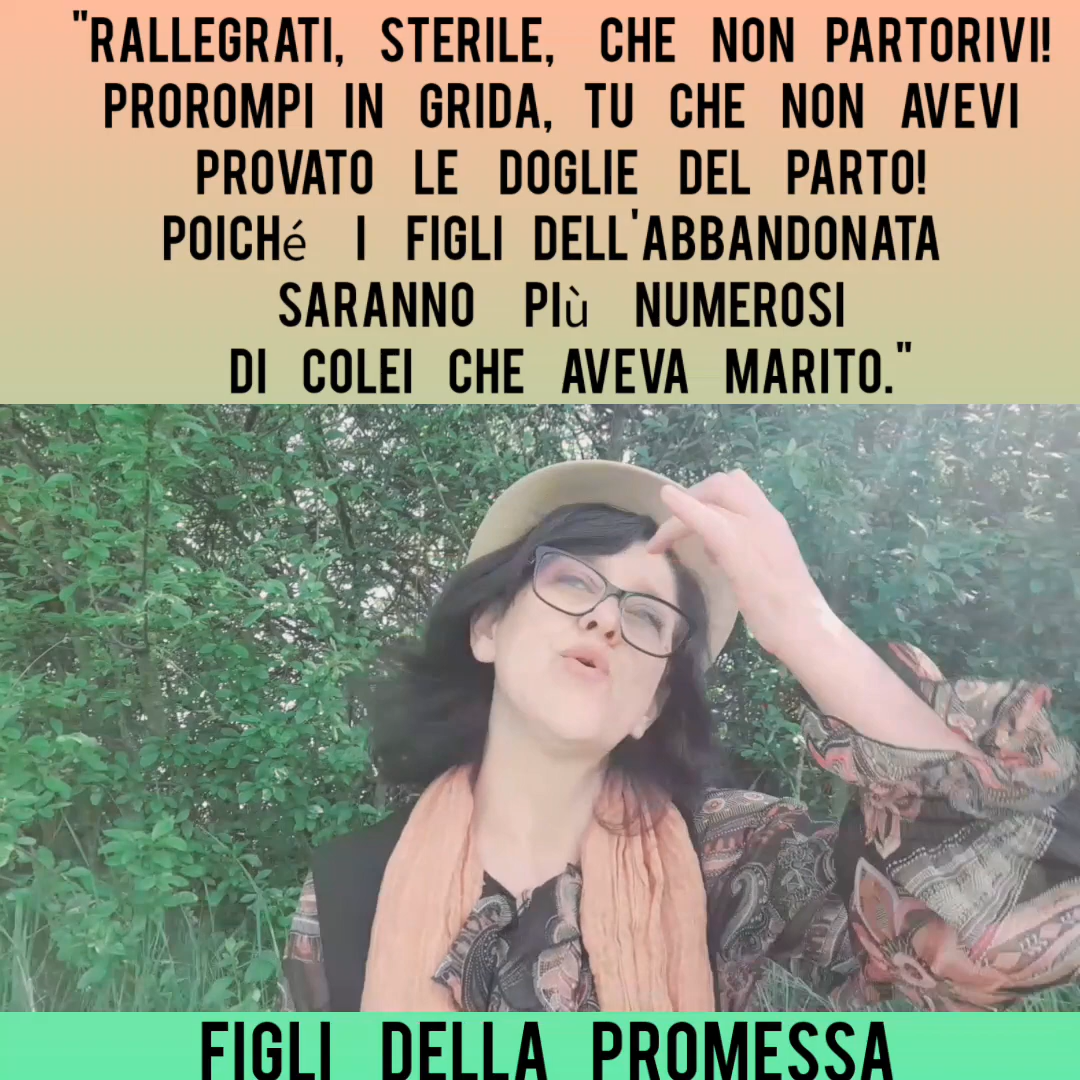 "RALLEGRATI, STERILE, CHE NON PARTORIVI!
PROROMPI IN GRIDA, TU CHE NON AVEVI
PROVATO LE DOGLIE DEL PARTO!
POICHé I FIGLI DELL'ABBANDONATA
SARANNO PIù NUMEROSI
DI COLEI CHE AVEVA MARITO."
FIGLI DELLA PROMESSA